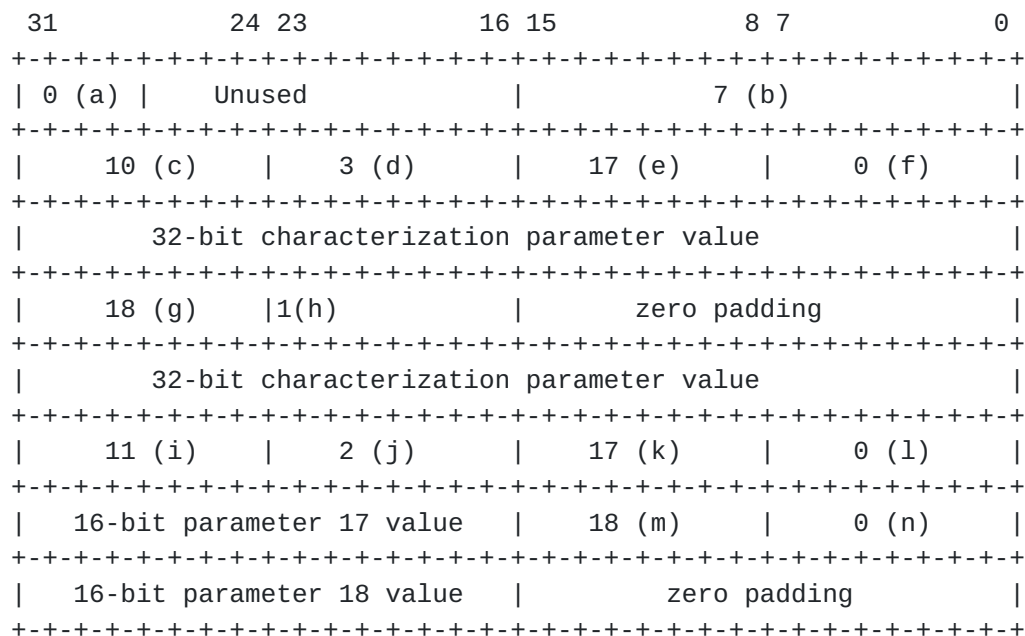 31 24 23 16 15 8 7 0
+-+-+-+-+-+-+-+-+-+-+-+-+-+-+-+-+-+-+-+-+-+-+-+-+-+-+-+-+-+-+-+-+
| 0 (a) | Unused | 7 (b) |
+-+-+-+-+-+-+-+-+-+-+-+-+-+-+-+-+-+-+-+-+-+-+-+-+-+-+-+-+-+-+-+-+
| 10 (c) | 3 (d) | 17 (e) | 0 (f) |
+-+-+-+-+-+-+-+-+-+-+-+-+-+-+-+-+-+-+-+-+-+-+-+-+-+-+-+-+-+-+-+-+
| 32-bit characterization parameter value |
+-+-+-+-+-+-+-+-+-+-+-+-+-+-+-+-+-+-+-+-+-+-+-+-+-+-+-+-+-+-+-+-+
| 18 (g) |1(h) | zero padding |
+-+-+-+-+-+-+-+-+-+-+-+-+-+-+-+-+-+-+-+-+-+-+-+-+-+-+-+-+-+-+-+-+
| 32-bit characterization parameter value |
+-+-+-+-+-+-+-+-+-+-+-+-+-+-+-+-+-+-+-+-+-+-+-+-+-+-+-+-+-+-+-+-+
| 11 (i) | 2 (j) | 17 (k) | 0 (l) |
+-+-+-+-+-+-+-+-+-+-+-+-+-+-+-+-+-+-+-+-+-+-+-+-+-+-+-+-+-+-+-+-+
| 16-bit parameter 17 value | 18 (m) | 0 (n) |
+-+-+-+-+-+-+-+-+-+-+-+-+-+-+-+-+-+-+-+-+-+-+-+-+-+-+-+-+-+-+-+-+
| 16-bit parameter 18 value | zero padding |
+-+-+-+-+-+-+-+-+-+-+-+-+-+-+-+-+-+-+-+-+-+-+-+-+-+-+-+-+-+-+-+-+